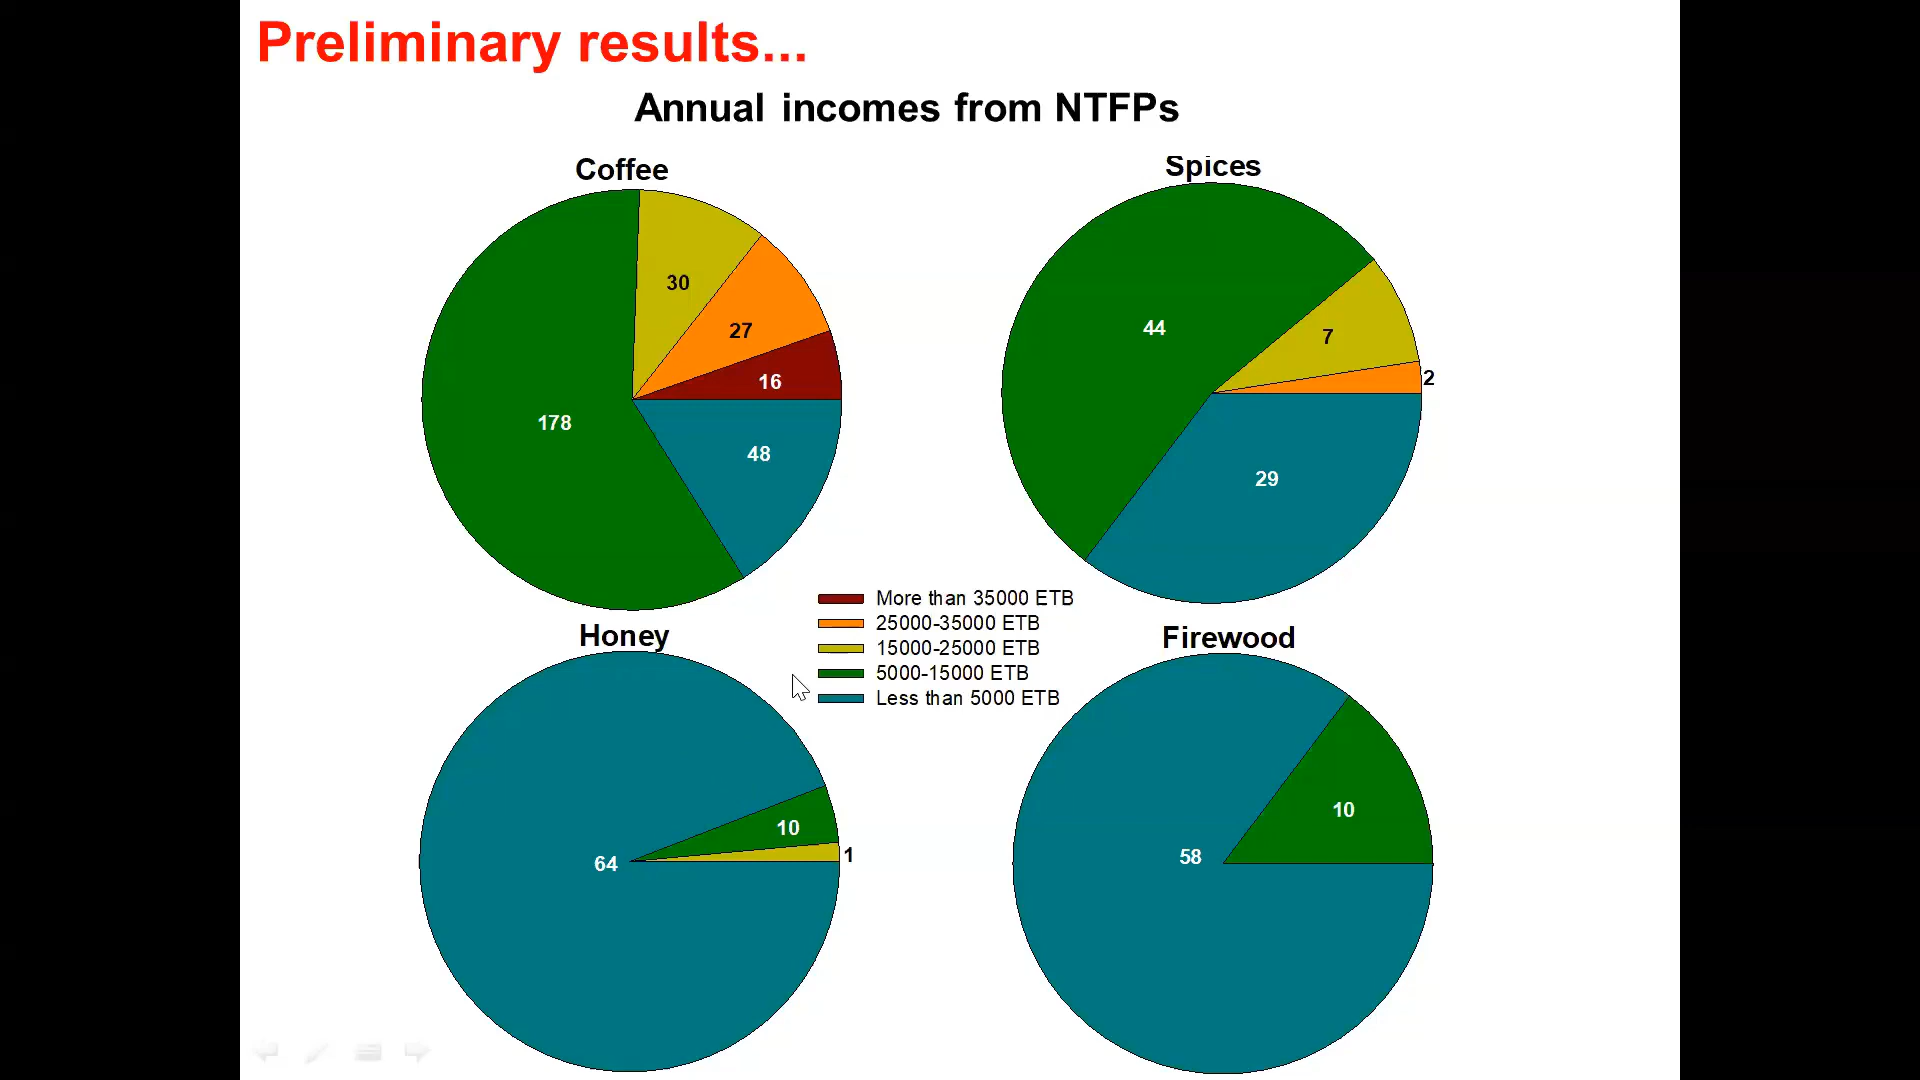 Preliminary results...
Annual incomes from NTFPs
Coffee
30
27
16
178
48
Spices
44
7
2
29
More than 35000 ETB
25000-35000 ETB
15000-25000 ETB
5000-15000 ETB
Less than 5000 ETB
Honey
10
1
64
Firewood
10
58